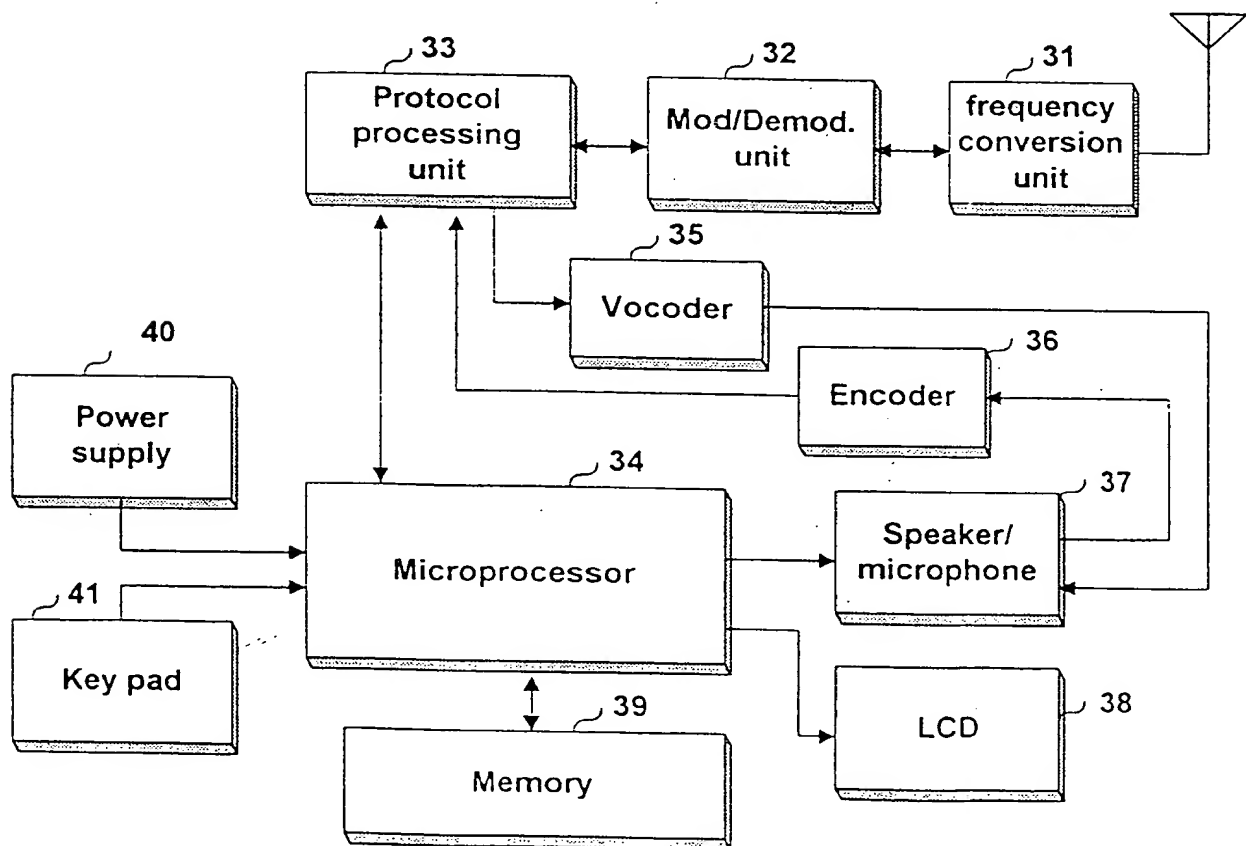 33
Protocol
processing
unit
32
Mod/Demod.
unit
31
frequency
conversion
unit
35
Vocoder
36
Encoder
40
Power
supply
34
Microprocessor
37
Speaker/
microphone
41
Key pad
38
LCD
39
Memory